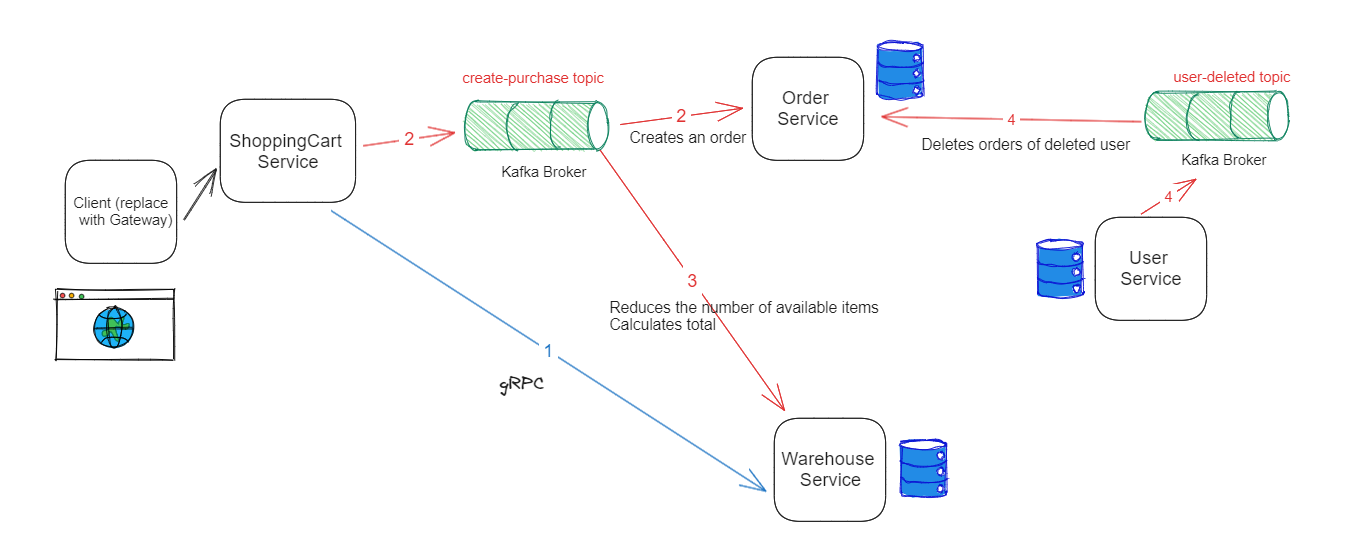 create-purchase topic
user-deleted topic
Order
Service
ShoppingCart
Service
2
2
Creates an order
4
Deletes orders of deleted user
Kafka Broker
Kafka Broker
Client (replace
with Gateway)
4
User
Service
3
Reduces the number of available items
Calculates total
1
gRPC
Warehouse
Service